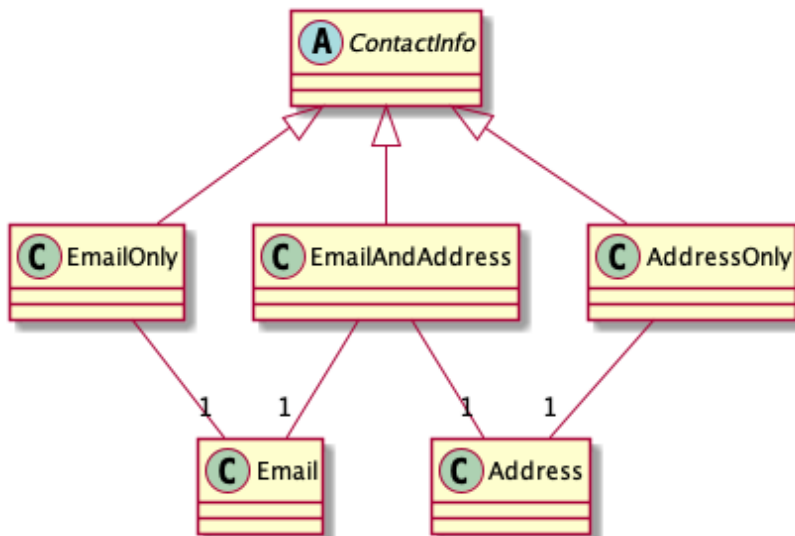 A ContactInfo
C EmailOnly
C EmailAndAddress
C AddressOnly
1
1
1
1
C Email
C Address